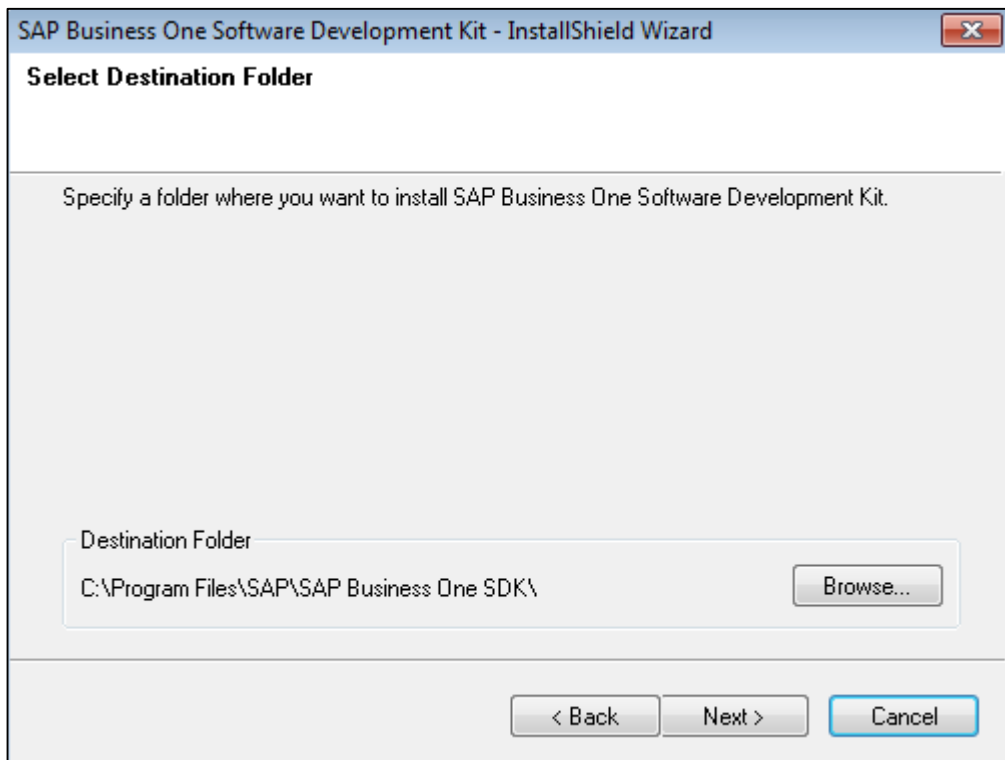 SAP Business One Software Development Kit - InstallShield Wizard
Select Destination Folder
Specify a folder where you want to install SAP Business One Software Development Kit.
Destination Folder
C:\Program Files\SAP\SAP Business One SDK\
Browse...
< Back
Next >
Cancel